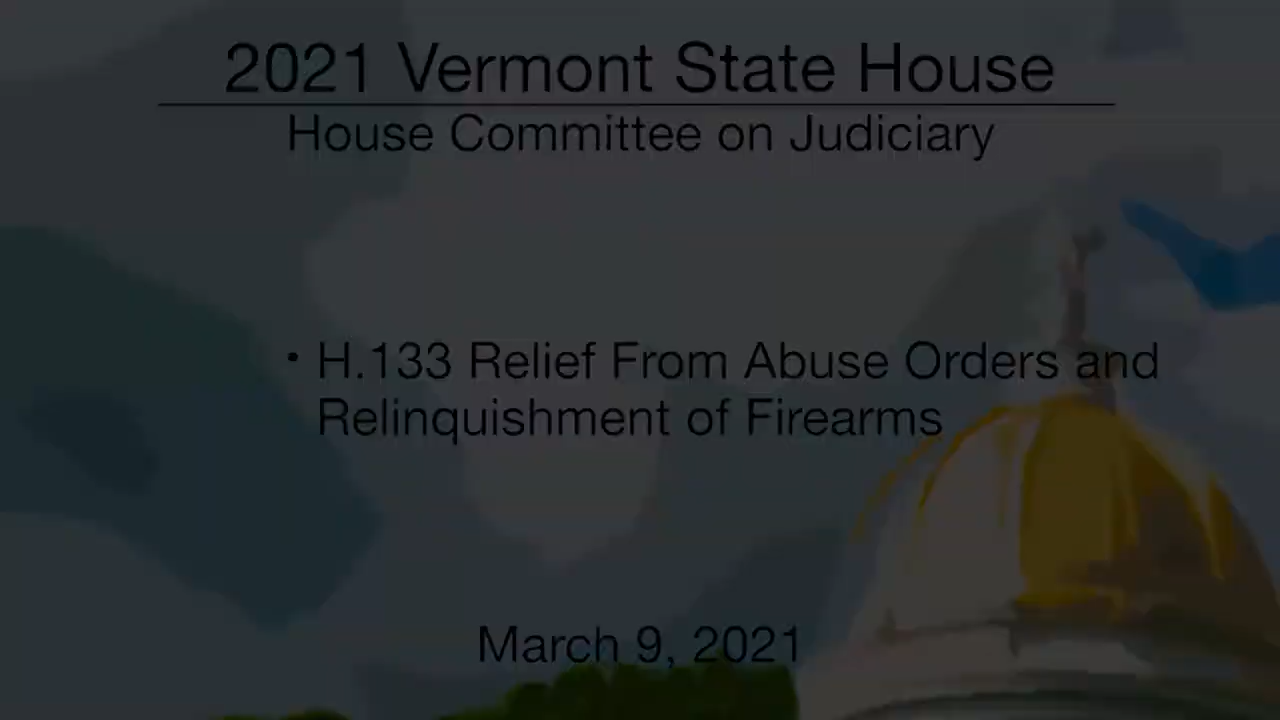 2021 Vermont State House
House Committee on Judiciary
• H.133 Relief From Abuse Orders and
Relinquishment of Firearms
March 9, 2021